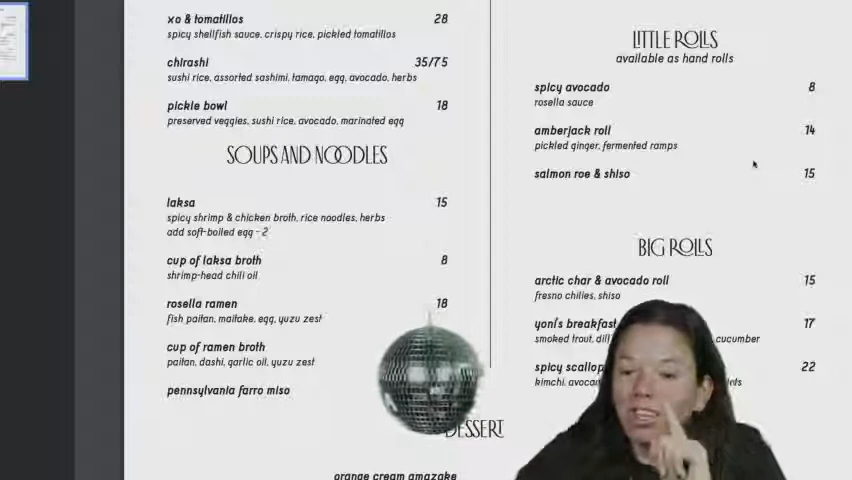 xo & tomatillos 28
spicy shellfish sauce, crispy rice, pickled tomatillos
chirashi 35/75
sushi rice, assorted sashimi, tamago, egg, avocado, herbs
pickle bowl 18
preserved veggies, sushi rice, avocado, marinated egg
SOUPS AND NOODLES
laksa 15
spicy shrimp & chicken broth, rice noodles, herbs
add soft-boiled egg - 2
cup of laksa broth 8
shrimp-head chili oil
rosella ramen 18
fish paitan, maitake, egg, yuzu zest
cup of ramen broth
paitan, dashi, garlic oil, yuzu zest
pennsylvania farro miso
LITTLE ROLLS
available as hand rolls
spicy avocado 8
rosella sauce
amberjack roll 14
pickled ginger, fermented ramps
salmon roe & shiso 15
BIG ROLLS
arctic char & avocado roll 15
fresno chilies, shiso
yoni's breakfast 17
smoked trout, cucumber
spicy 22
kimchi,
DESSERT
orange cream amazake